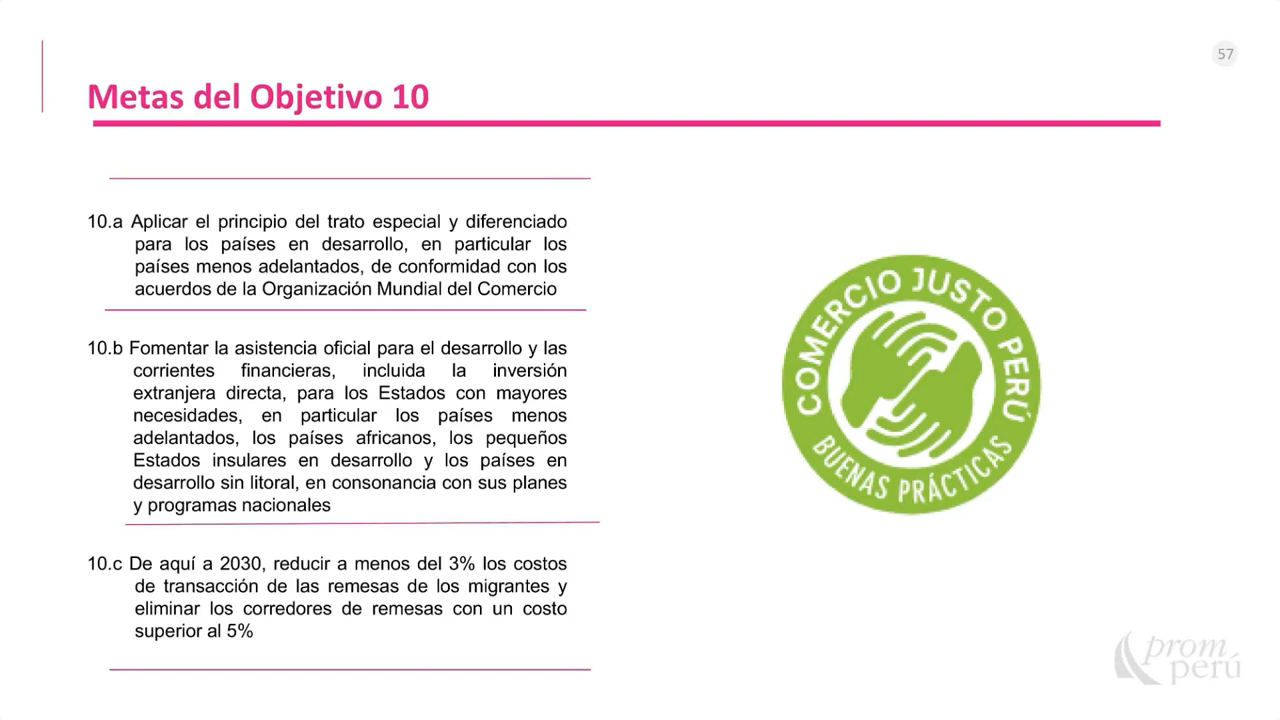 57
Metas del Objetivo 10
10.a Aplicar el principio del trato especial y diferenciado
para los países en desarrollo, en particular los
países menos adelantados, de conformidad con los
acuerdos de la Organización Mundial del Comercio
10.b Fomentar la asistencia oficial para el desarrollo y las
corrientes financieras, incluida la inversión
extranjera directa, para los Estados con mayores
necesidades, en particular los países menos
adelantados, los países africanos, los pequeños
Estados insulares en desarrollo y los países en
desarrollo sin litoral, en consonancia con sus planes
y programas nacionales
10.c De aquí a 2030, reducir a menos del 3% los costos
de transacción de las remesas de los migrantes y
eliminar los corredores de remesas con un costo
superior al 5%
COMERCIO JUSTO PERÚ
BUENAS PRÁCTICAS
prom
perú